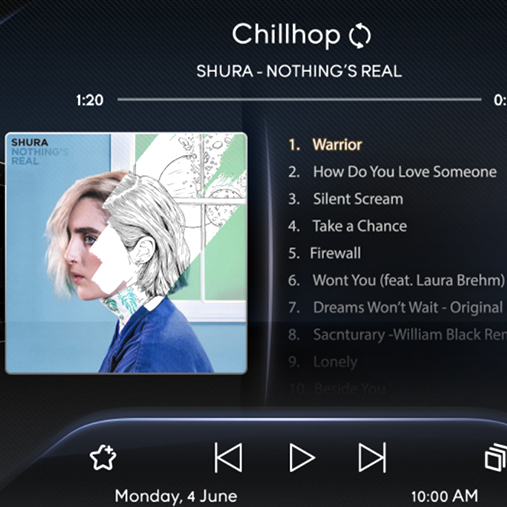 Chillhop
SHURA - NOTHING'S REAL
1:20
0:
SHURA
NOTHING'S
REAL
1. Warrior
2. How Do You Love Someone
3. Silent Scream
4. Take a Chance
5. Firewall
6. Wont You (feat. Laura Brehm)
7. Dreams Won't Wait - Original
8. Sacnturary -William Black Rem
9. Lonely
10. Beside You
Monday, 4 June
10:00 AM